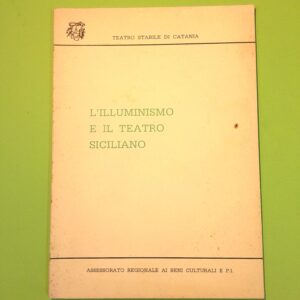 TEATRO STABILE DI CATANIA
L'ILLUMINISMO
E IL TEATRO
SICILIANO
ASSESSORATO REGIONALE AI BENI CULTURALI E P.I.